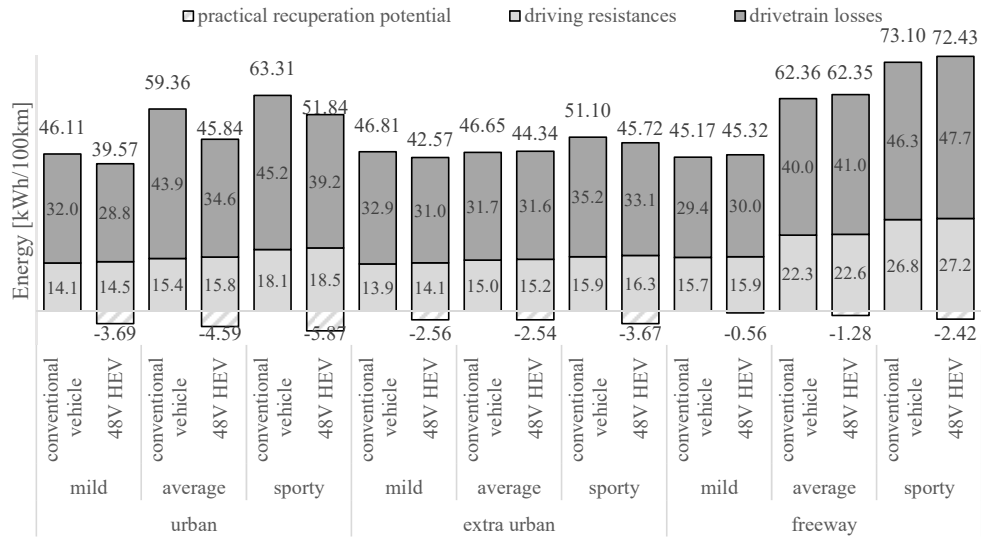 practical recuperation potential driving resistances drivetrain losses
73.10 72.43
63.31 62.36 62.35
59.36
51.84 51.10
46.11 45.84 46.81 46.65 45.72 45.17 45.32
39.57 42.57 44.34
Energy [kWh/100km]
32.0 28.8 43.9 34.6 45.2 39.2 32.9 31.0 31.7 31.6 35.2 33.1 29.4 30.0 40.0 41.0 46.3 47.7
14.1 14.5 15.4 15.8 18.1 18.5 13.9 14.1 15.0 15.2 15.9 16.3 15.7 15.9 22.3 22.6 26.8 27.2
-3.69 -4.59 -5.87 -2.56 -2.54 -3.67 -0.56 -1.28 -2.42
conventional vehicle 48V HEV conventional vehicle 48V HEV conventional vehicle 48V HEV conventional vehicle 48V HEV conventional vehicle 48V HEV conventional vehicle 48V HEV conventional vehicle 48V HEV conventional vehicle 48V HEV conventional vehicle 48V HEV
mild average sporty mild average sporty mild average sporty
urban extra urban freeway